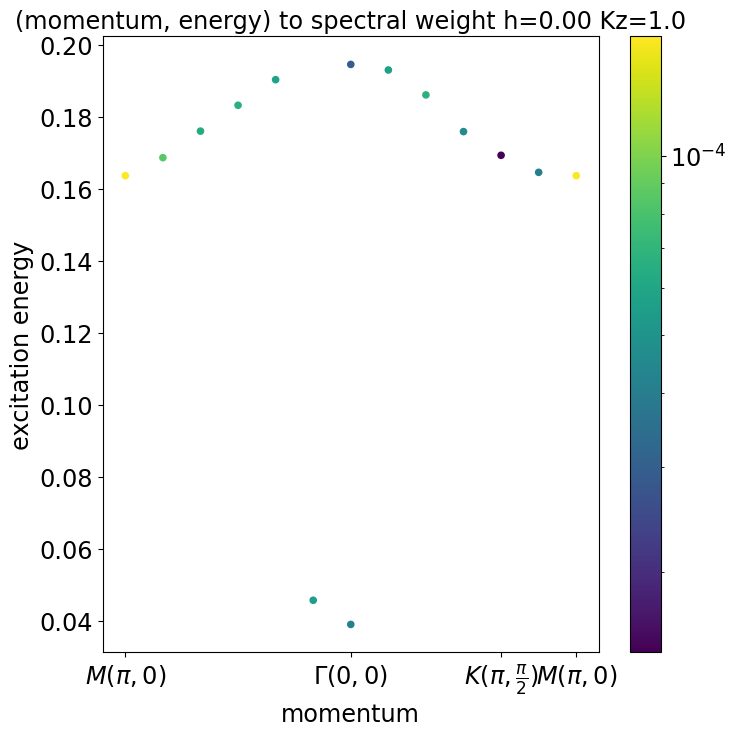 (momentum, energy) to spectral weight h=0.00 Kz=1.0
0.20
0.18
0.16
0.14
0.12
0.10
0.08
0.06
0.04
excitation energy
M(π, 0)
Γ(0, 0)
K(π, π/2)
M(π, 0)
momentum
10⁻⁴